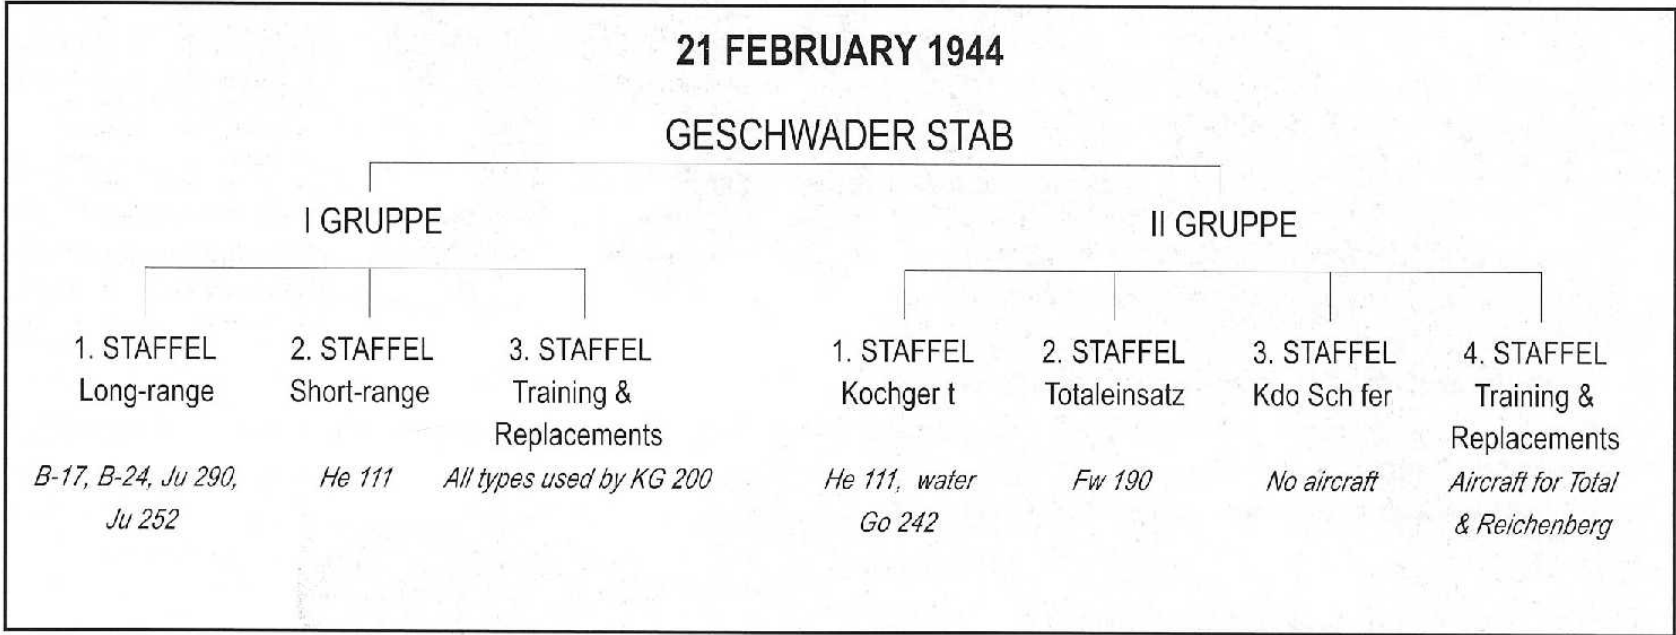 21 FEBRUARY 1944
GESCHWADER STAB
I GRUPPE
II GRUPPE
1. STAFFEL
Long-range
B-17, B-24, Ju 290,
Ju 252
2. STAFFEL
Short-range
He 111
3. STAFFEL
Training &
Replacements
All types used by KG 200
1. STAFFEL
Kochger t
He 111, water
Go 242
2. STAFFEL
Totaleinsatz
Fw 190
3. STAFFEL
Kdo Sch fer
No aircraft
4. STAFFEL
Training &
Replacements
Aircraft for Total
& Reichenberg